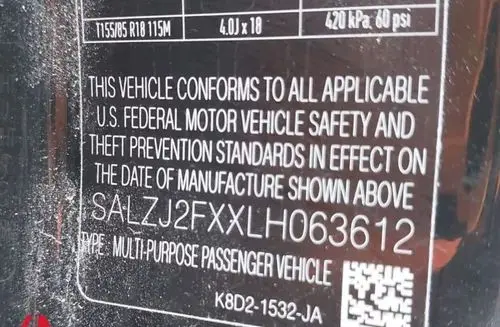 T155/85 R18 115M 4.0J x 18 420 kPa, 60 psi
THIS VEHICLE CONFORMS TO ALL APPLICABLE
U.S. FEDERAL MOTOR VEHICLE SAFETY AND
THEFT PREVENTION STANDARDS IN EFFECT ON
THE DATE OF MANUFACTURE SHOWN ABOVE
SALZJ2FXXLH063612
TYPE: MULTI-PURPOSE PASSENGER VEHICLE
K8D2-1532-JA